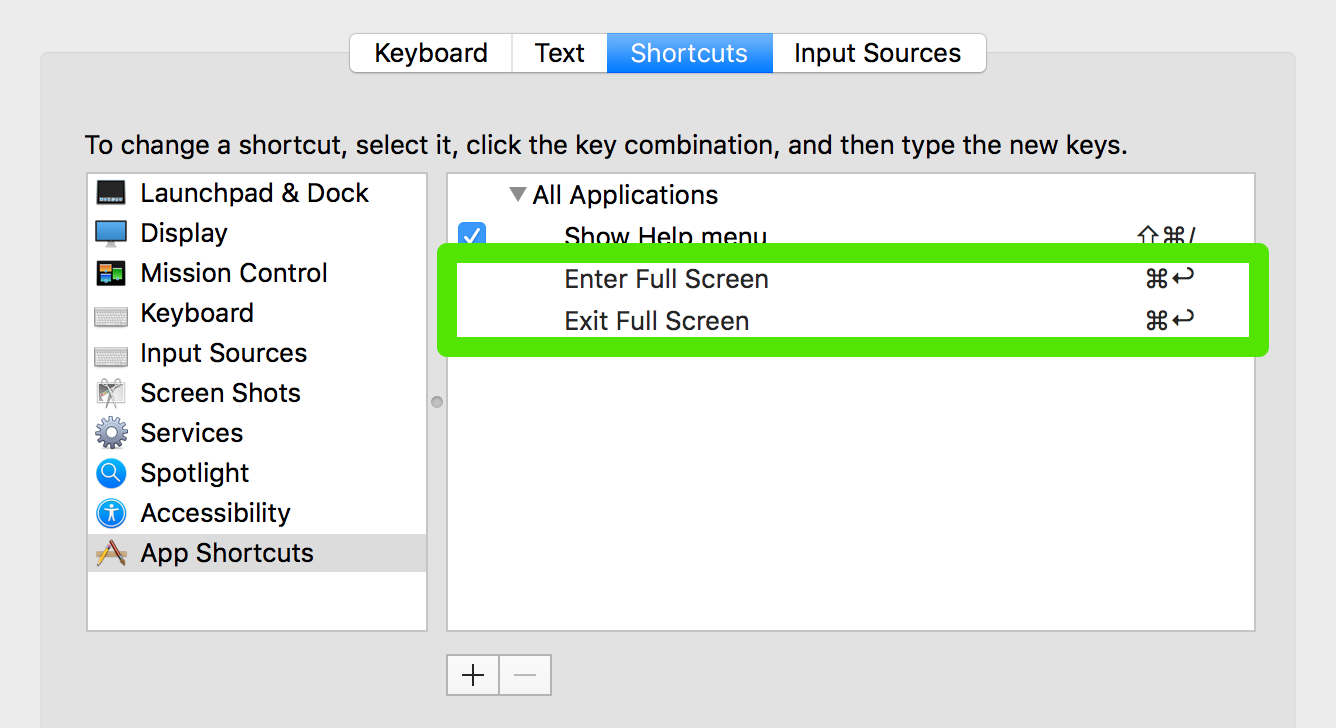 Keyboard Text Shortcuts Input Sources
To change a shortcut, select it, click the key combination, and then type the new keys.
Launchpad & Dock
Display
Mission Control
Keyboard
Input Sources
Screen Shots
Services
Spotlight
Accessibility
App Shortcuts
All Applications
Show Help menu ⇧⌘/
Enter Full Screen ⌘↩
Exit Full Screen ⌘↩